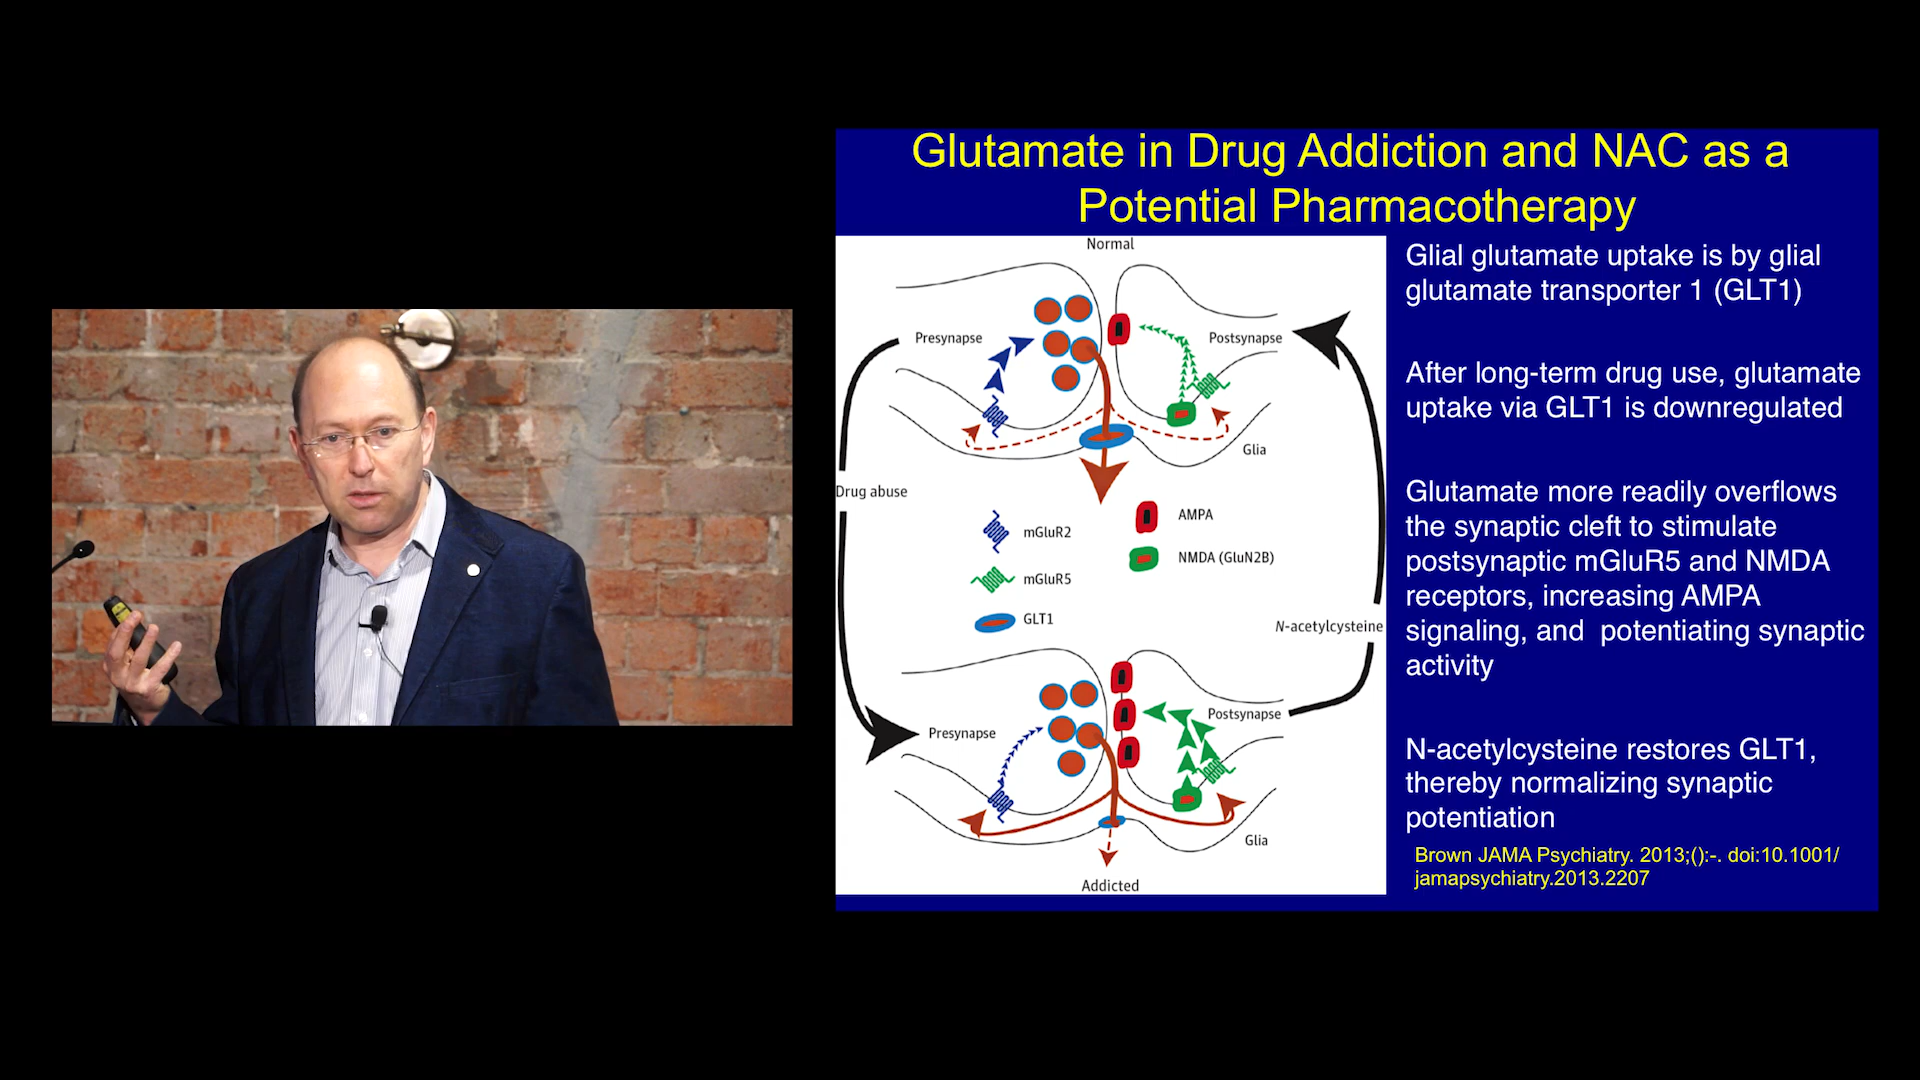 Glutamate in Drug Addiction and NAC as a
Potential Pharmacotherapy
Normal
Presynapse
Postsynapse
Glia
Drug abuse
mGluR2
mGluR5
GLT1
AMPA
NMDA (GluN2B)
N-acetylcysteine
Presynapse
Postsynapse
Glia
Addicted
Glial glutamate uptake is by glial
glutamate transporter 1 (GLT1)
After long-term drug use, glutamate
uptake via GLT1 is downregulated
Glutamate more readily overflows
the synaptic cleft to stimulate
postsynaptic mGluR5 and NMDA
receptors, increasing AMPA
signaling, and potentiating synaptic
activity
N-acetylcysteine restores GLT1,
thereby normalizing synaptic
potentiation
Brown JAMA Psychiatry. 2013;():-. doi:10.1001/
jamapsychiatry.2013.2207